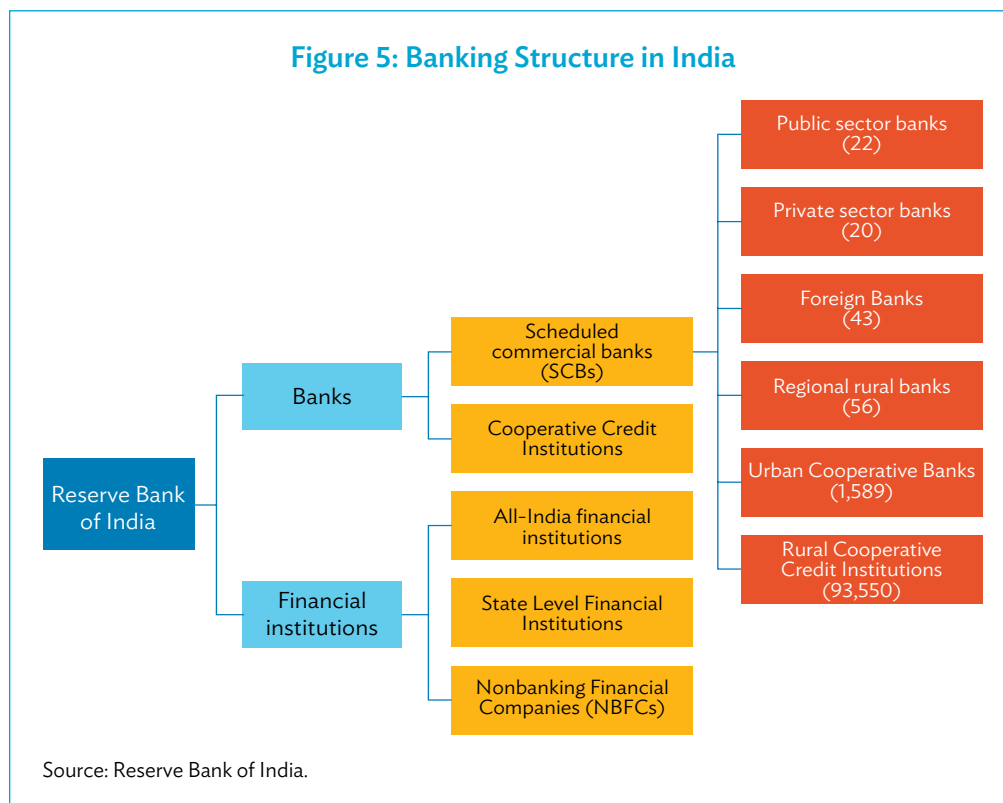 Figure 5: Banking Structure in India
Reserve Bank
of India
Banks
Financial
institutions
Scheduled
commercial banks
(SCBs)
Cooperative Credit
Institutions
All-India financial
institutions
State Level Financial
Institutions
Nonbanking Financial
Companies (NBFCs)
Public sector banks
(22)
Private sector banks
(20)
Foreign Banks
(43)
Regional rural banks
(56)
Urban Cooperative Banks
(1,589)
Rural Cooperative
Credit Institutions
(93,550)
Source: Reserve Bank of India.